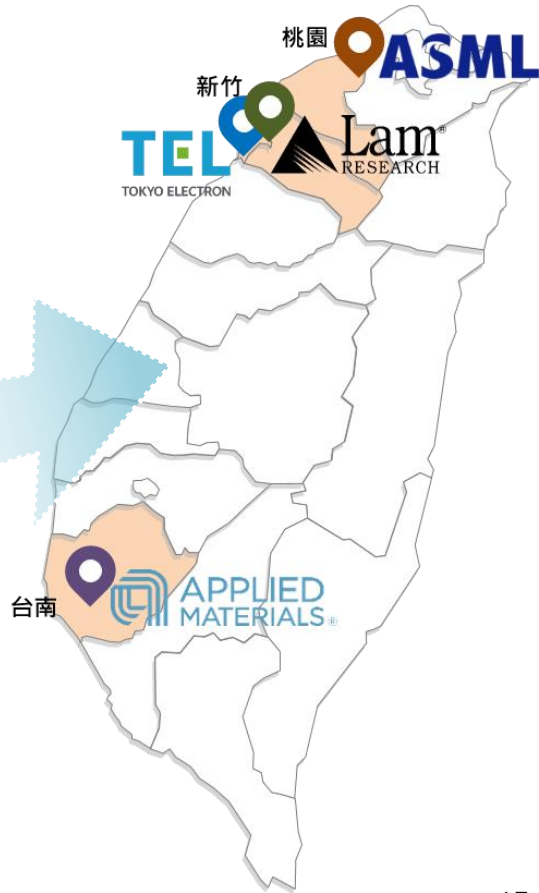 桃園
ASML
新竹
TEL
TOKYO ELECTRON
Lam®
RESEARCH
台南
APPLIED
MATERIALS®